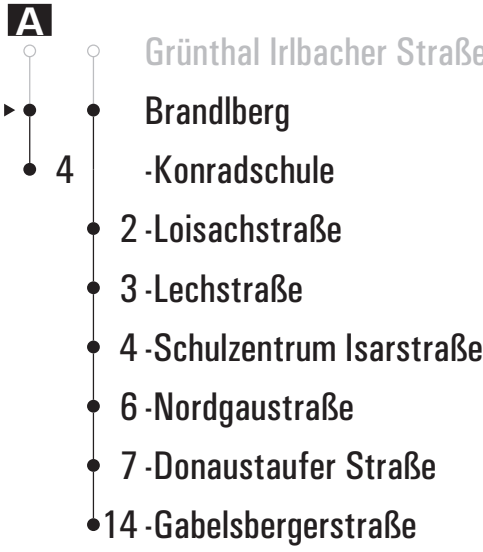 A
Grünthal Irlbacher Straße
Brandlberg
4 -Konradschule
2 -Loisachstraße
3 -Lechstraße
4 -Schulzentrum Isarstraße
6 -Nordgaustraße
7 -Donaustaufer Straße
14 -Gabelsbergerstraße